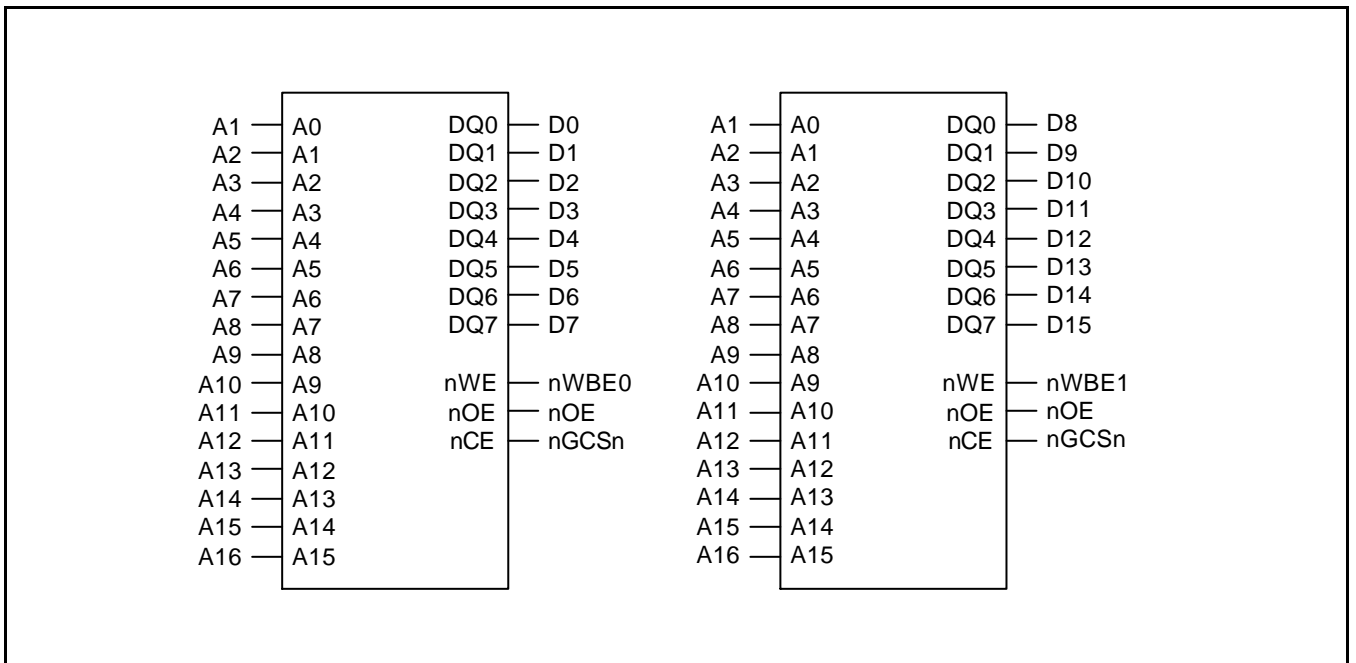 A1 A0 DQ0 D0 A1 A0 DQ0 D8
A2 A1 DQ1 D1 A2 A1 DQ1 D9
A3 A2 DQ2 D2 A3 A2 DQ2 D10
A4 A3 DQ3 D3 A4 A3 DQ3 D11
A5 A4 DQ4 D4 A5 A4 DQ4 D12
A6 A5 DQ5 D5 A6 A5 DQ5 D13
A7 A6 DQ6 D6 A7 A6 DQ6 D14
A8 A7 DQ7 D7 A8 A7 DQ7 D15
A9 A8 A9 A8
A10 A9 nWE nWBE0 A10 A9 nWE nWBE1
A11 A10 nOE nOE A11 A10 nOE nOE
A12 A11 nCE nGCSn A12 A11 nCE nGCSn
A13 A12 A13 A12
A14 A13 A14 A13
A15 A14 A15 A14
A16 A15 A16 A15